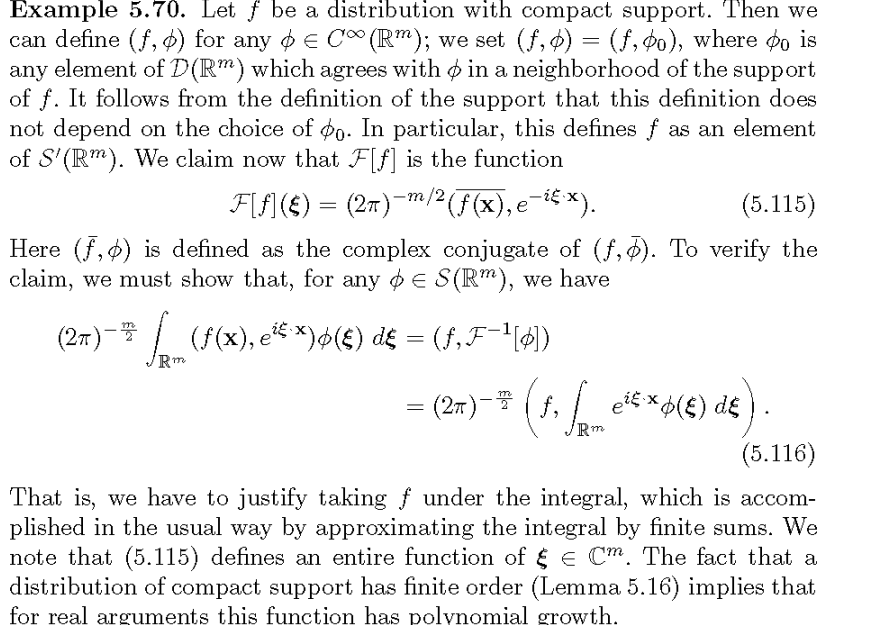 Example 5.70. Let f be a distribution with compact support. Then we
can define (f, ϕ) for any ϕ ∈ C^∞(ℝ^m); we set (f, ϕ) = (f, ϕ₀), where ϕ₀ is
any element of 𝒟(ℝ^m) which agrees with ϕ in a neighborhood of the support
of f. It follows from the definition of the support that this definition does
not depend on the choice of ϕ₀. In particular, this defines f as an element
of 𝒮′(ℝ^m). We claim now that ℱ[f] is the function
ℱ[f](ξ) = (2π)^{−m/2}(\overline{f(x)}, e^{−iξ·x}). (5.115)
Here (f̄, ϕ) is defined as the complex conjugate of (f, ϕ̄). To verify the
claim, we must show that, for any ϕ ∈ 𝒮(ℝ^m), we have
(2π)^{−m/2} ∫_{ℝ^m} (f(x), e^{iξ·x})ϕ(ξ) dξ = (f, ℱ^{−1}[ϕ])
= (2π)^{−m/2} (f, ∫_{ℝ^m} e^{iξ·x}ϕ(ξ) dξ).
(5.116)
That is, we have to justify taking f under the integral, which is accom-
plished in the usual way by approximating the integral by finite sums. We
note that (5.115) defines an entire function of ξ ∈ ℂ^m. The fact that a
distribution of compact support has finite order (Lemma 5.16) implies that
for real arguments this function has polynomial growth.